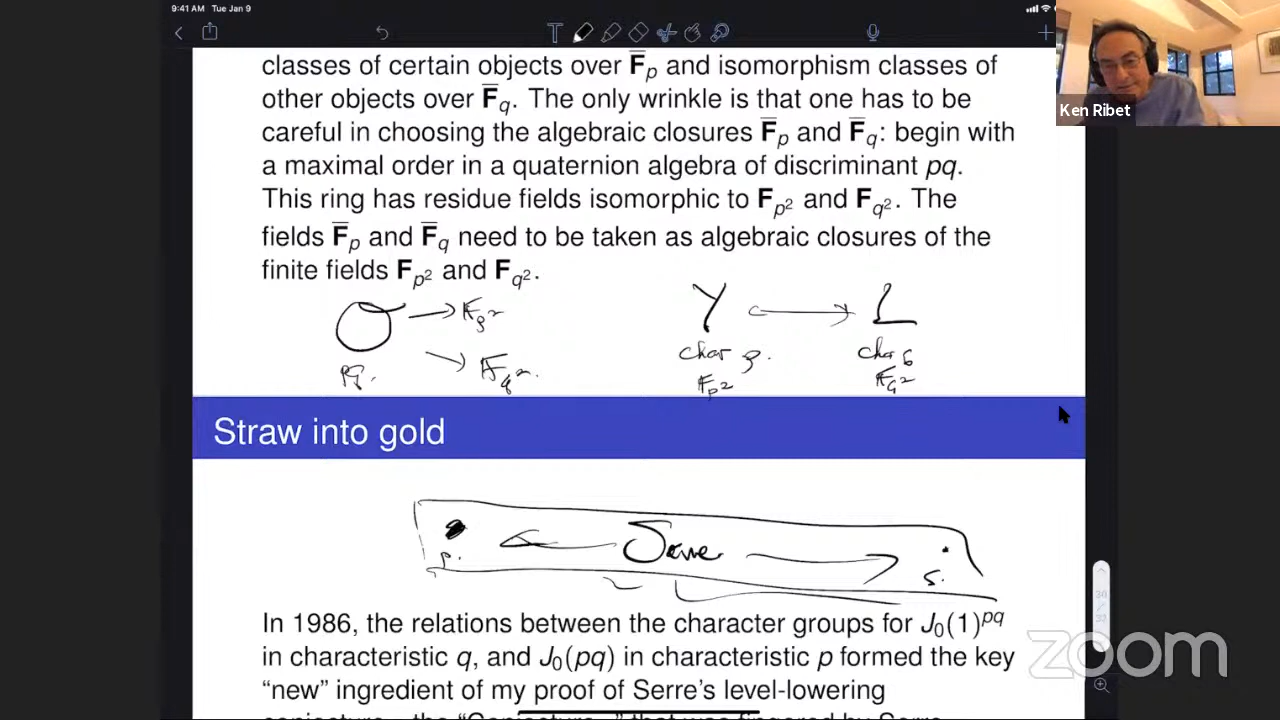 9:41 AM Tue Jan 9
Ken Ribet
classes of certain objects over F̅p and isomorphism classes of
other objects over F̅q. The only wrinkle is that one has to be
careful in choosing the algebraic closures F̅p and F̅q: begin with
a maximal order in a quaternion algebra of discriminant pq.
This ring has residue fields isomorphic to Fp² and Fq². The
fields F̅p and F̅q need to be taken as algebraic closures of the
finite fields Fp² and Fq².
O → Fp²
→ Fq²
pq.
Y ↔ L
char p. char q
Fp² Fq²
Straw into gold
← Same →
p.
In 1986, the relations between the character groups for J0(1)^pq
in characteristic q, and J0(pq) in characteristic p formed the key
“new” ingredient of my proof of Serre’s level-lowering
zoom